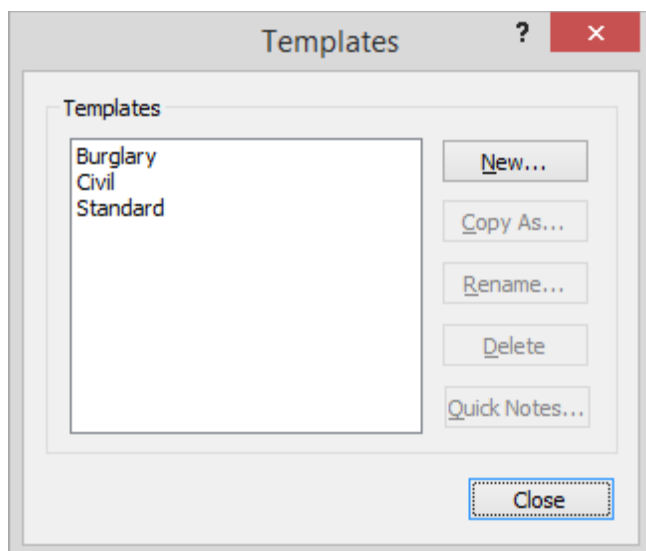 Templates
?
×
Templates
Burglary
Civil
Standard
New...
Copy As...
Rename...
Delete
Quick Notes...
Close